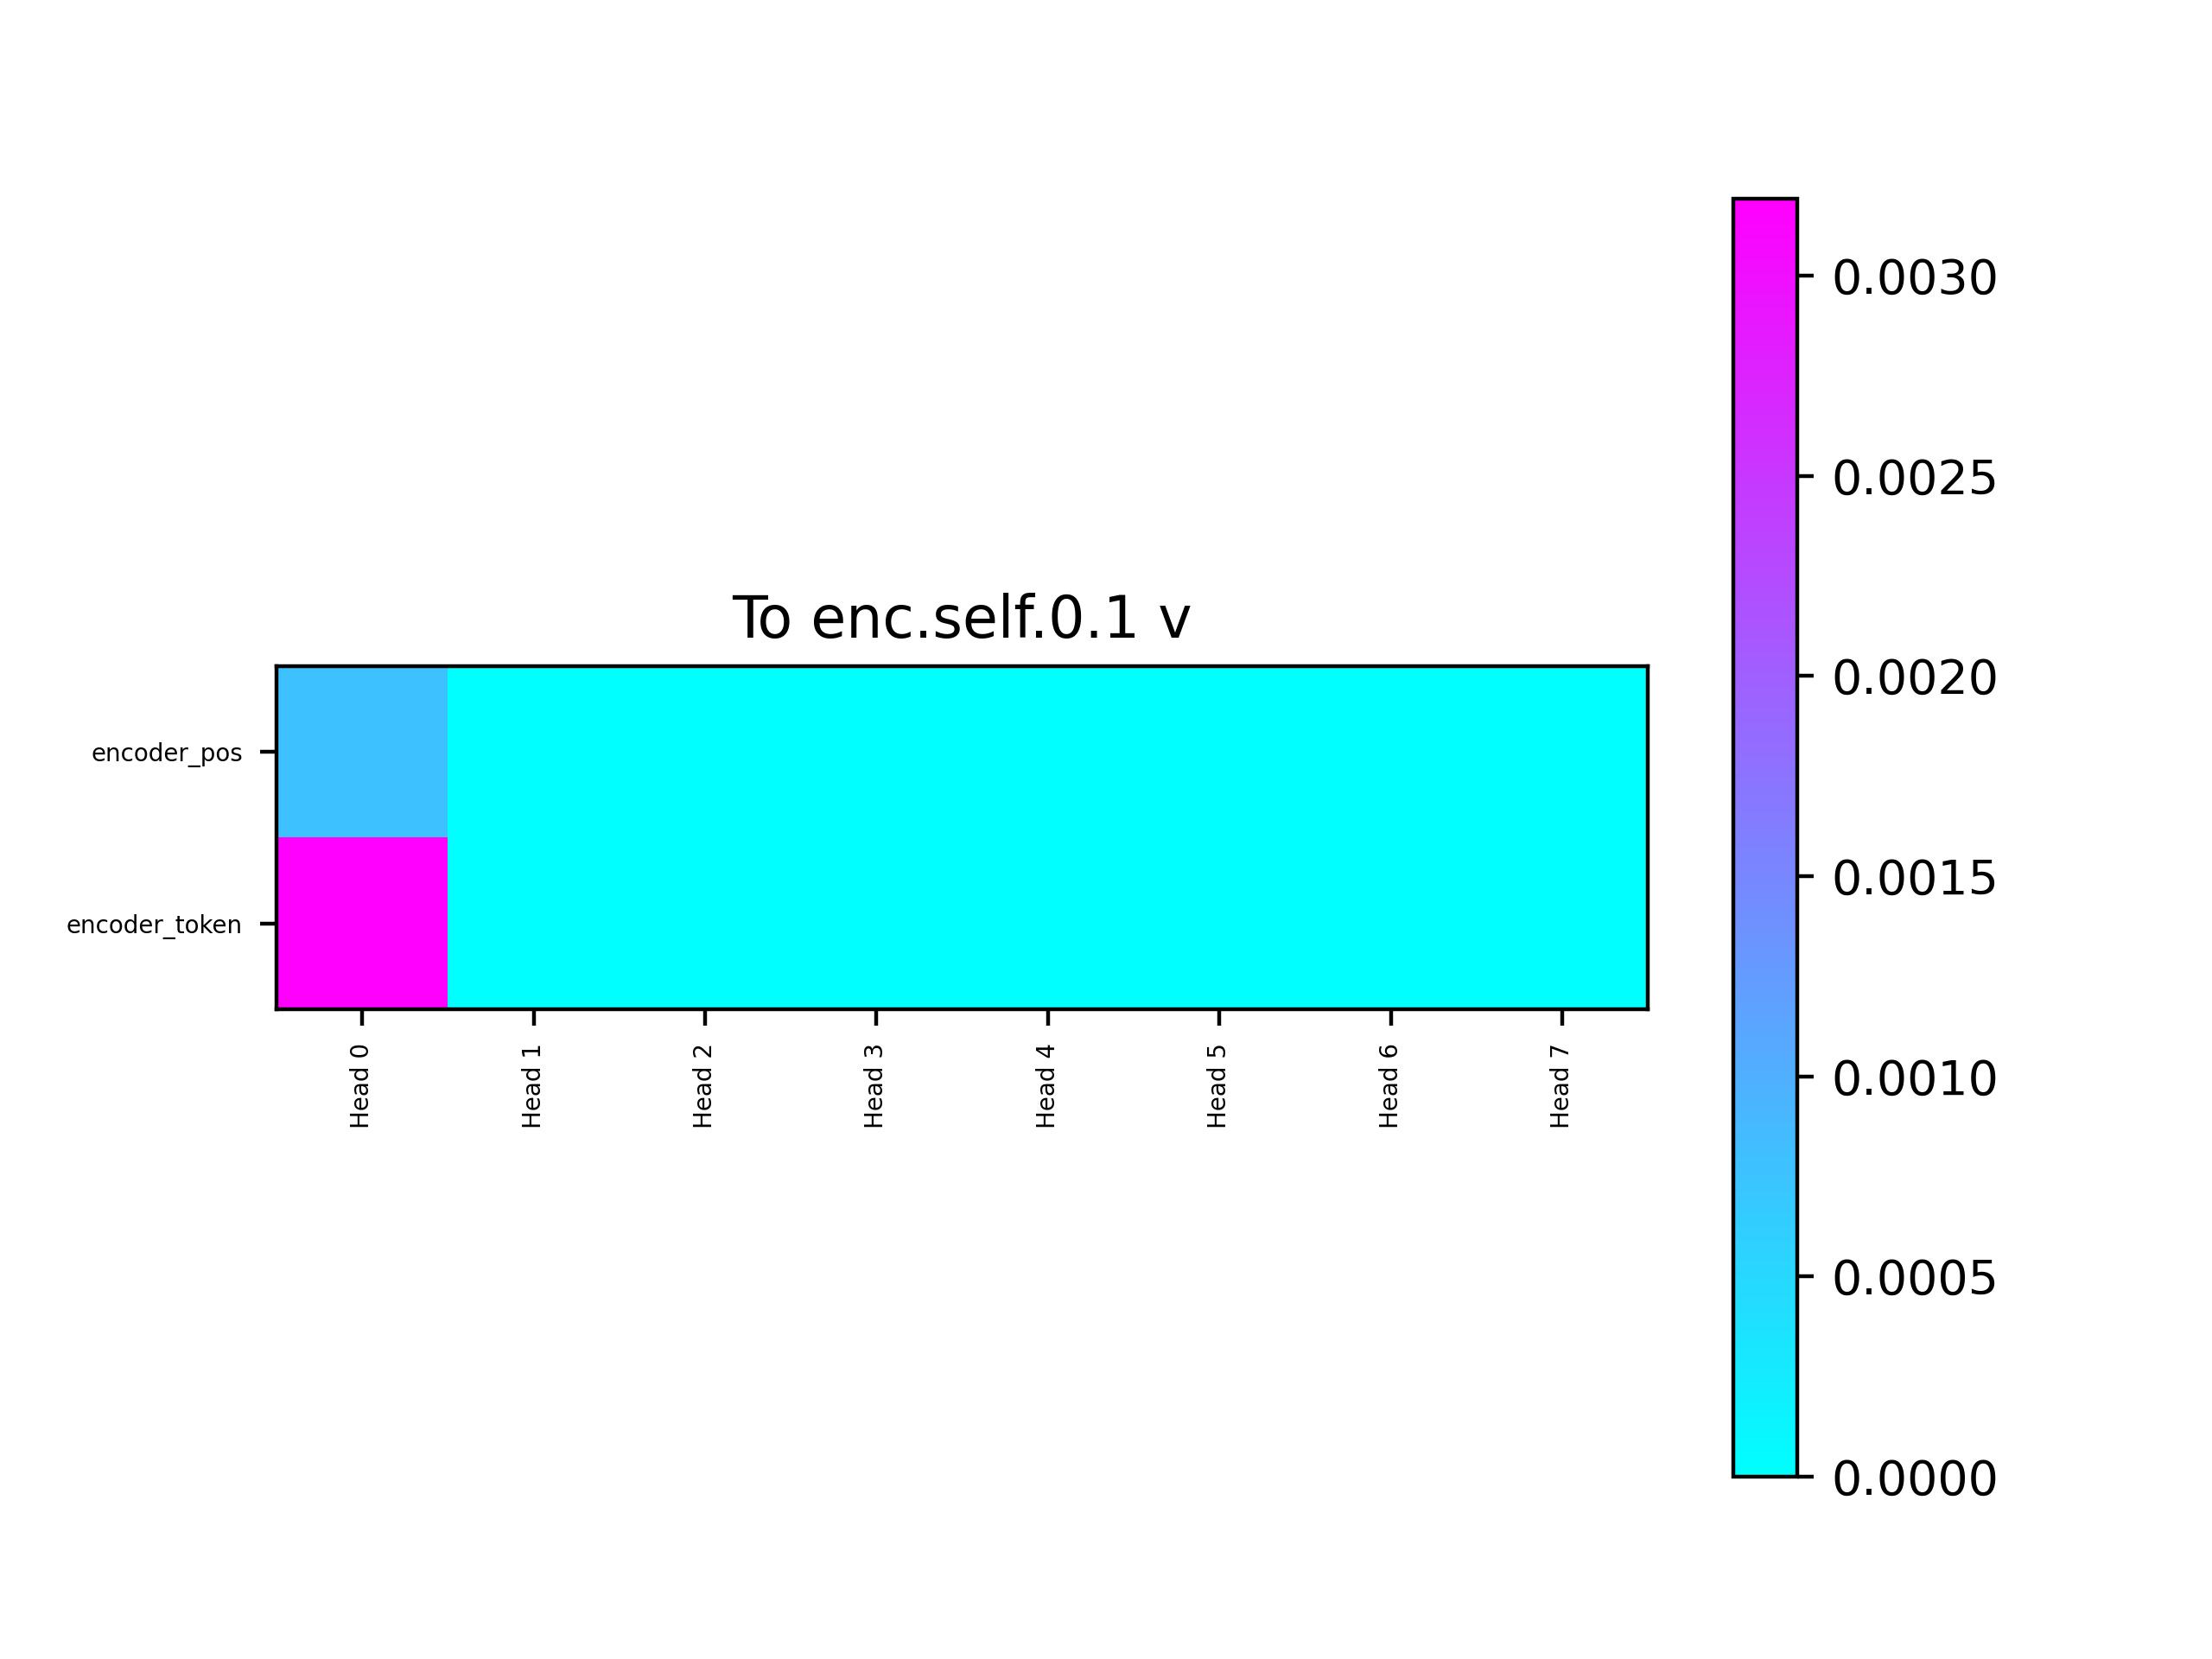 To enc.self.0.1 v
encoder_pos
encoder_token
Head 0
Head 1
Head 2
Head 3
Head 4
Head 5
Head 6
Head 7
0.0030
0.0025
0.0020
0.0015
0.0010
0.0005
0.0000